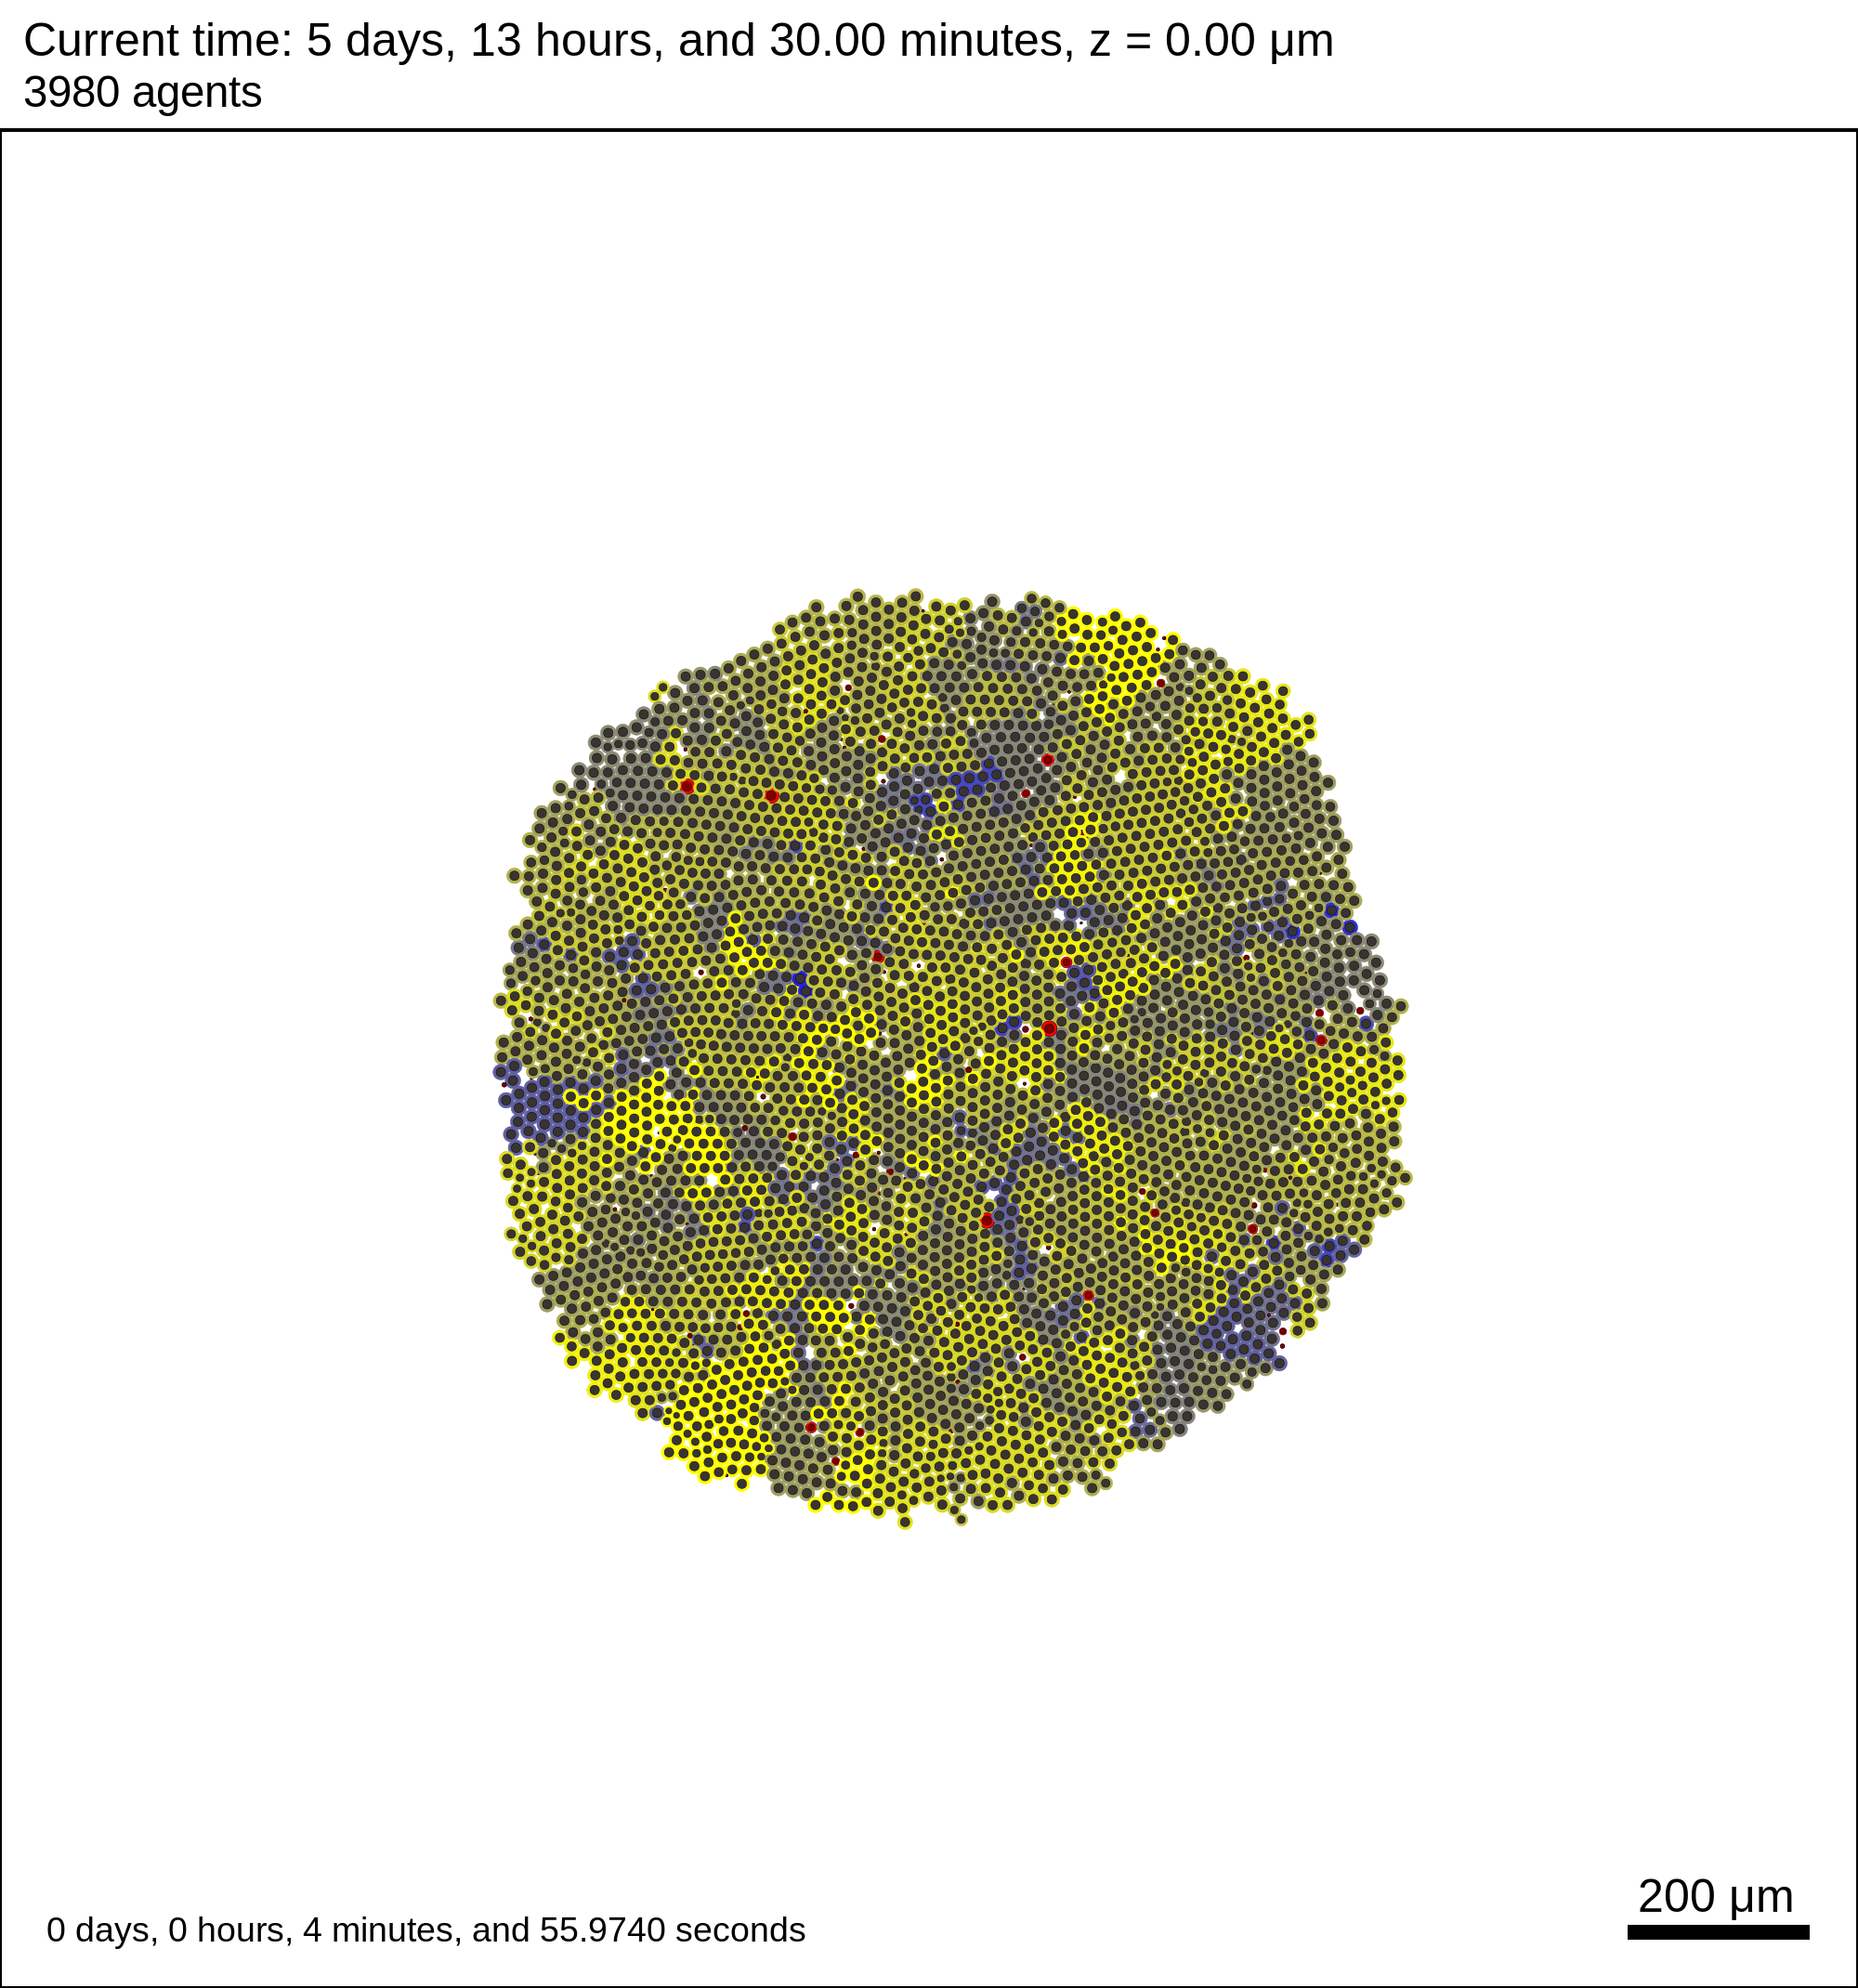 Current time: 5 days, 13 hours, and 30.00 minutes, z = 0.00 μm
3980 agents
200 μm
0 days, 0 hours, 4 minutes, and 55.9740 seconds